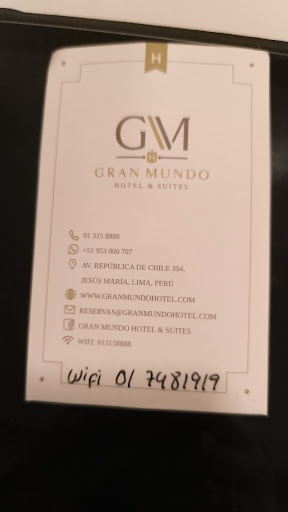 H
GM
H
GRAN MUNDO
HOTEL & SUITES
01 315 8888
+51 953 000 707
AV. REPÚBLICA DE CHILE 354,
JESÚS MARÍA, LIMA, PERÚ
WWW.GRANMUNDOHOTEL.COM
RESERVAS@GRANMUNDOHOTEL.COM
GRAN MUNDO HOTEL & SUITES
WIFI: 013158888
Wifi 01 7481919